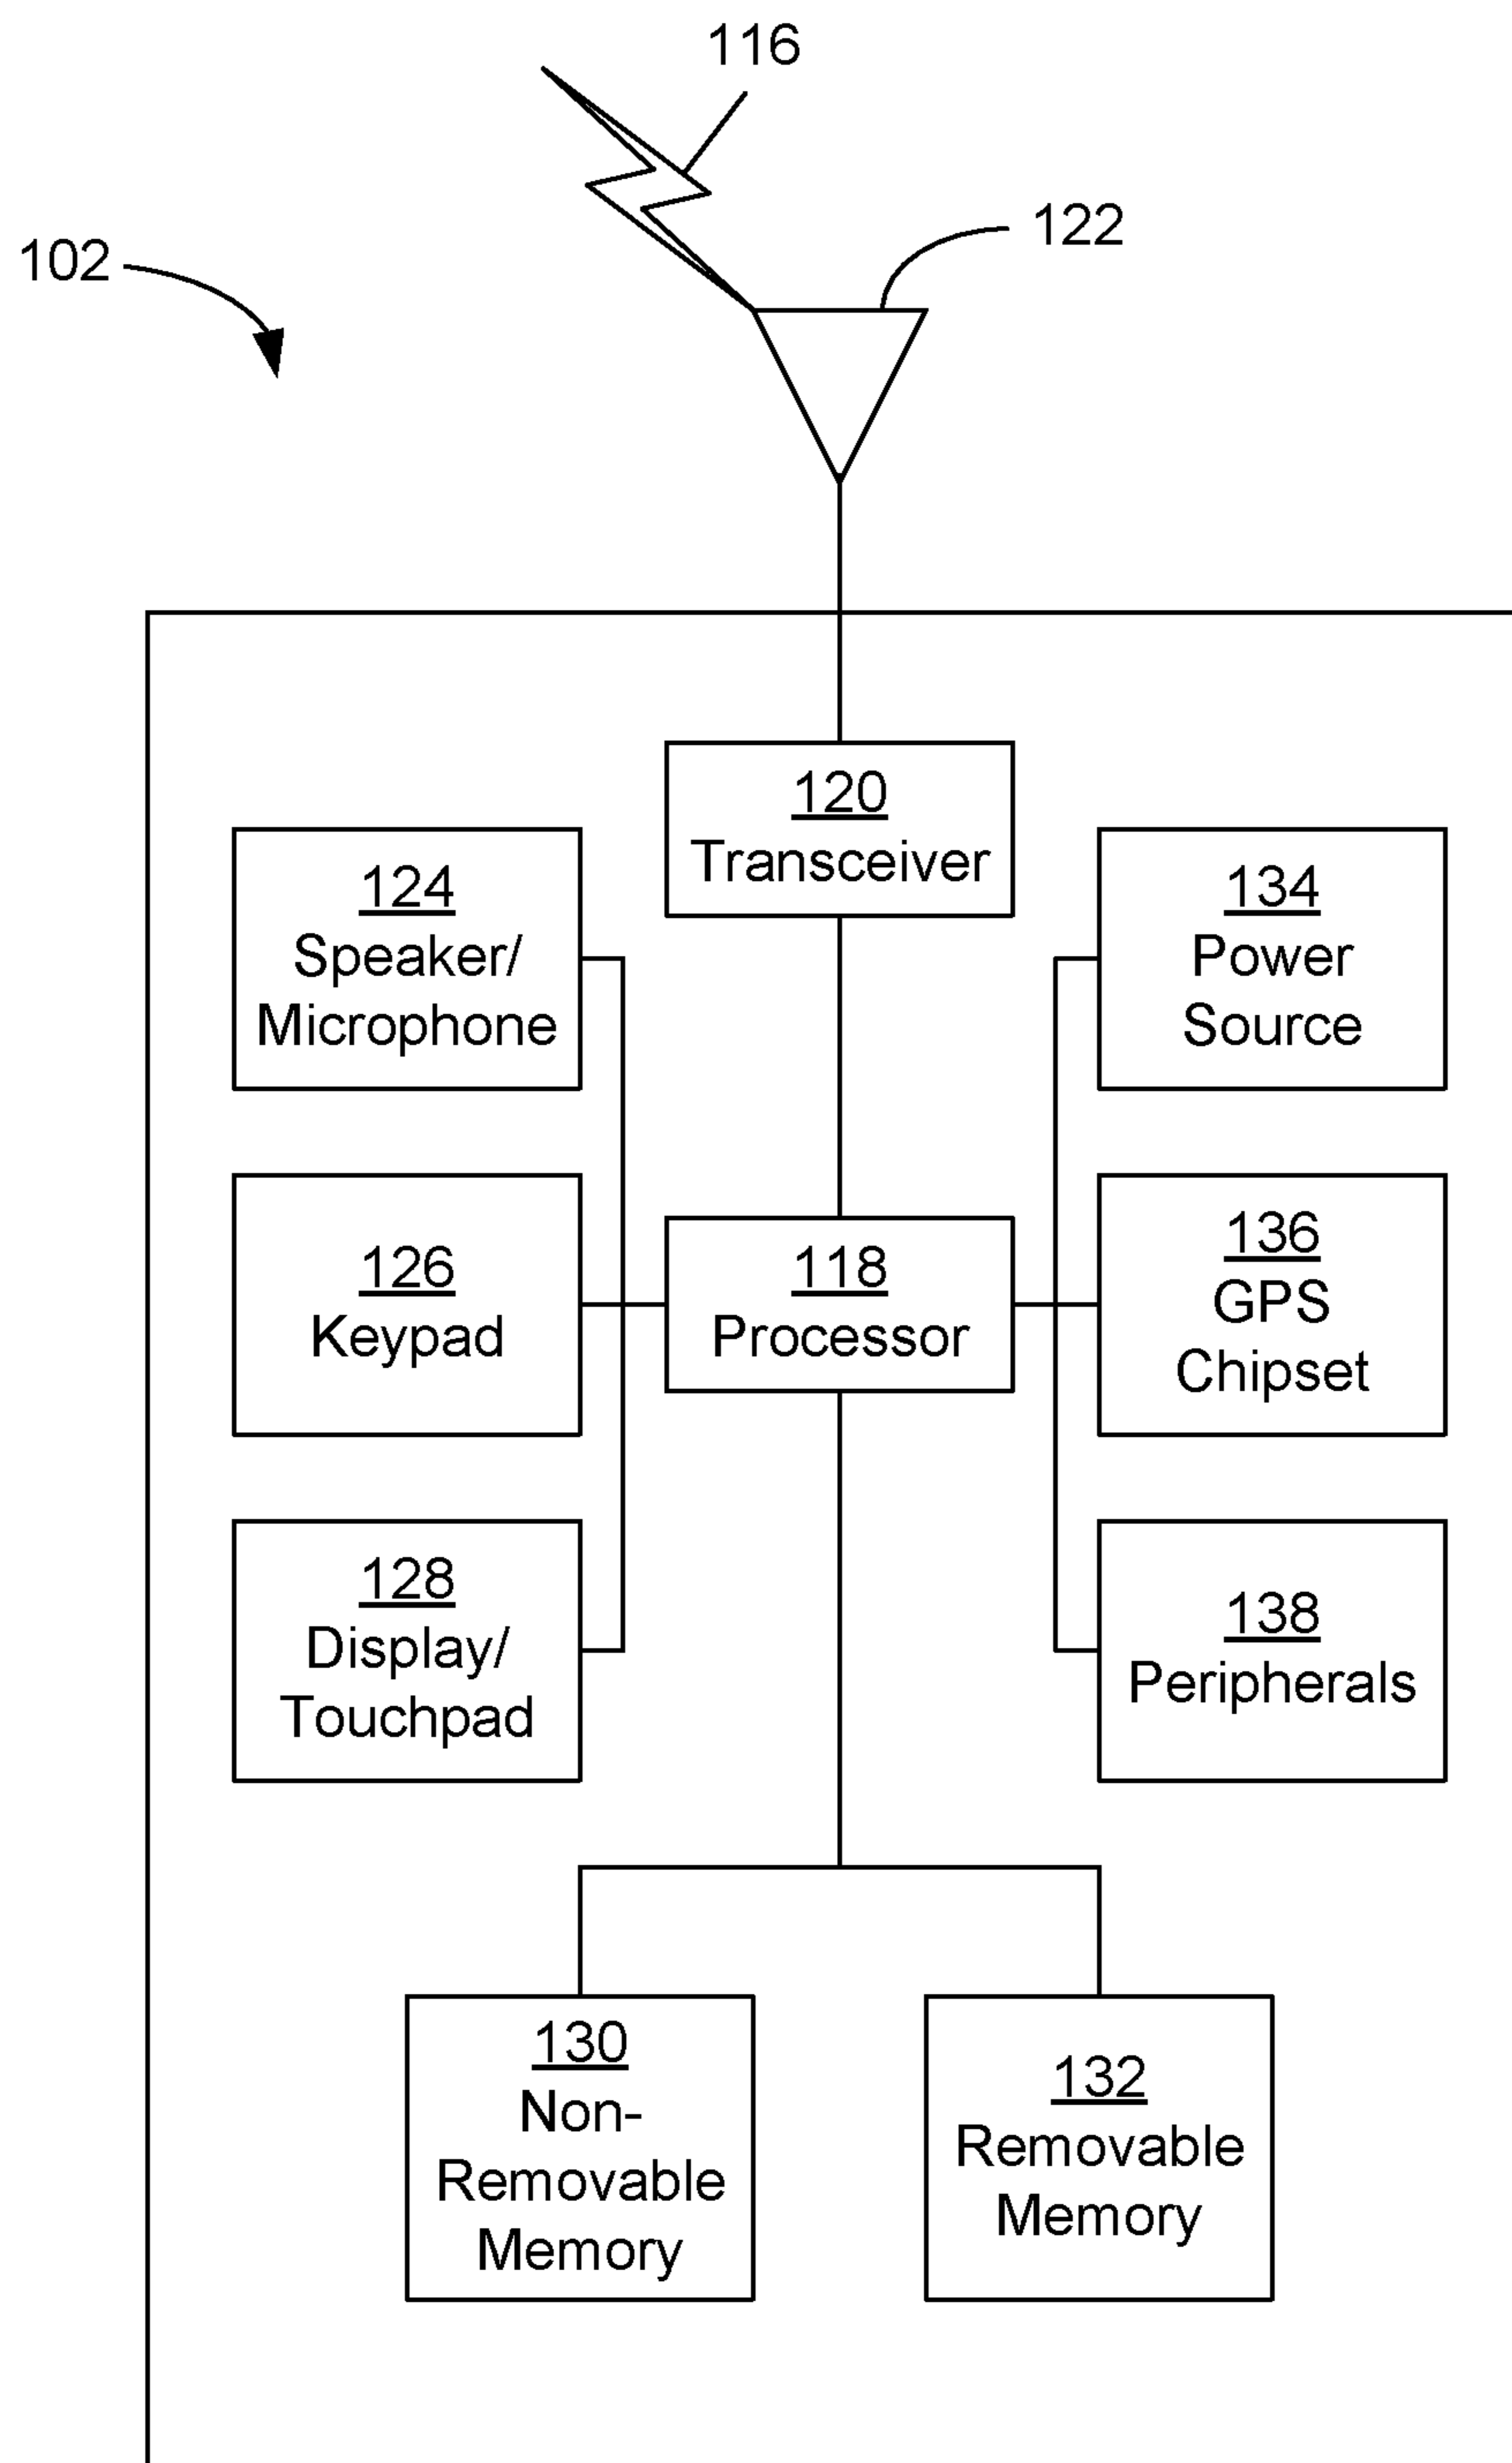 116
122
102
120
Transceiver
124
Speaker/
Microphone
134
Power
Source
126
Keypad
118
Processor
136
GPS
Chipset
128
Display/
Touchpad
138
Peripherals
130
Non-
Removable
Memory
132
Removable
Memory